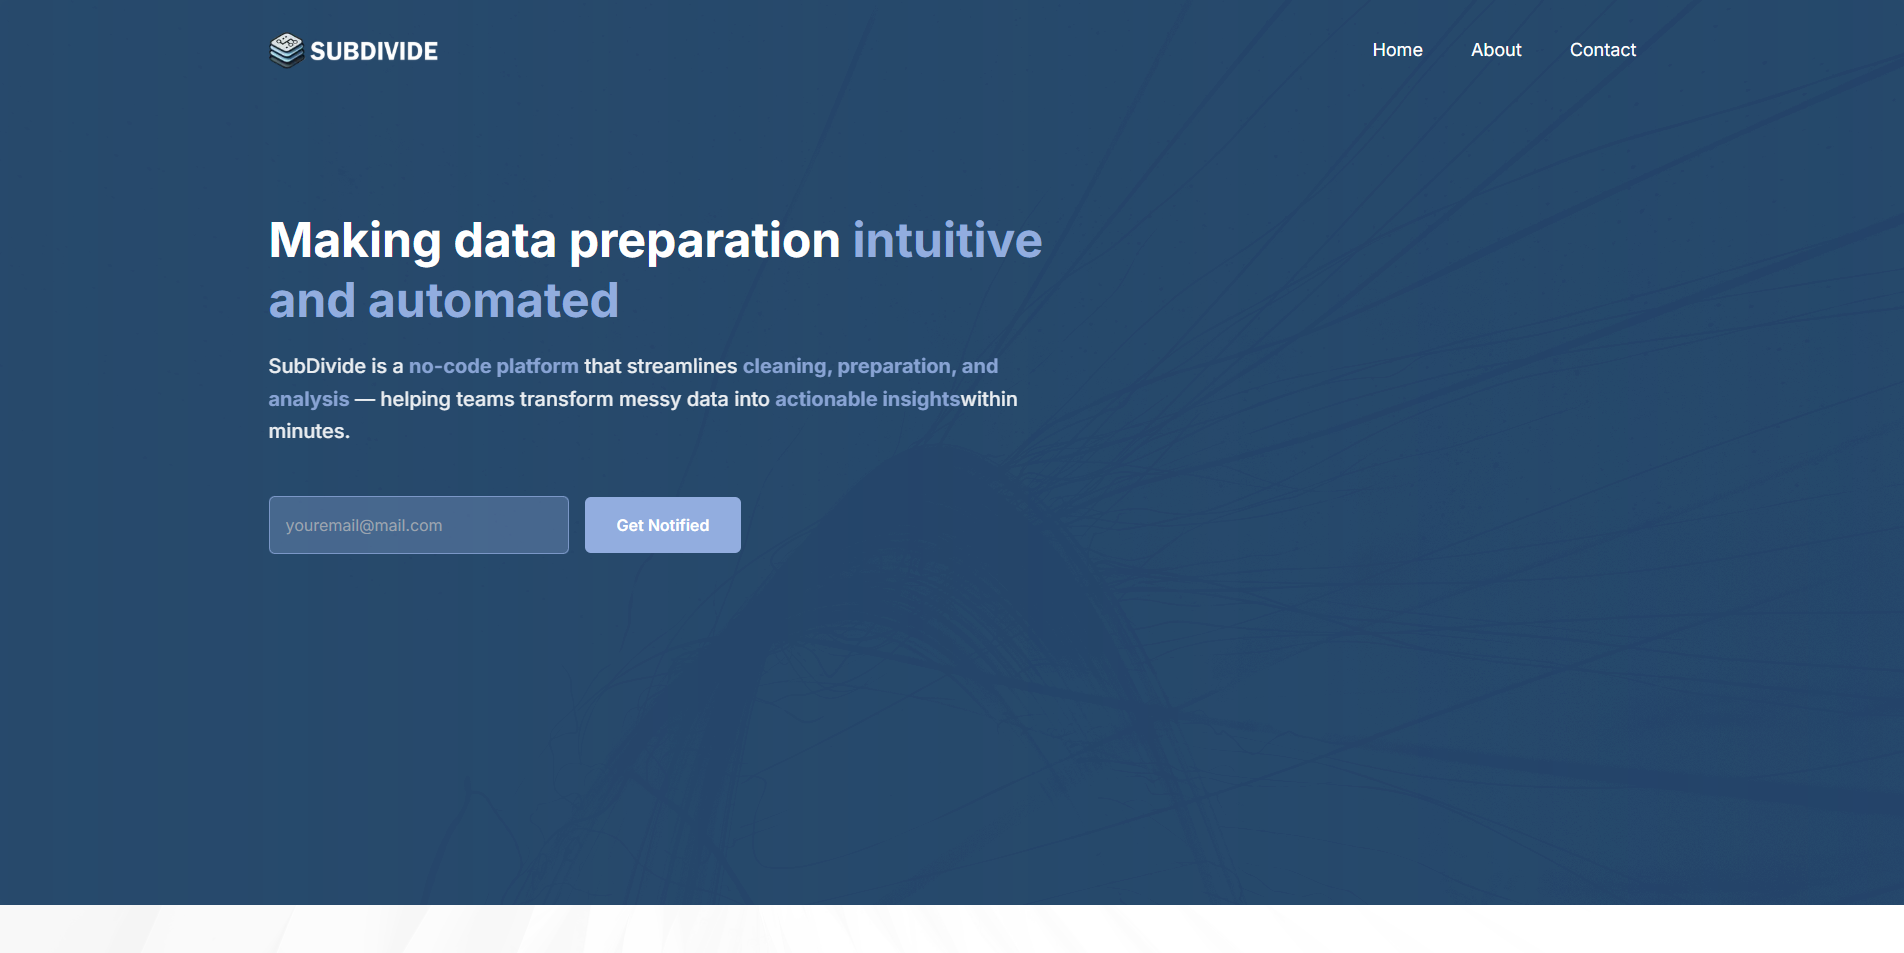 SUBDIVIDE
Home About Contact
Making data preparation intuitive
and automated
SubDivide is a no-code platform that streamlines cleaning, preparation, and
analysis — helping teams transform messy data into actionable insightswithin
minutes.
youremail@mail.com
Get Notified